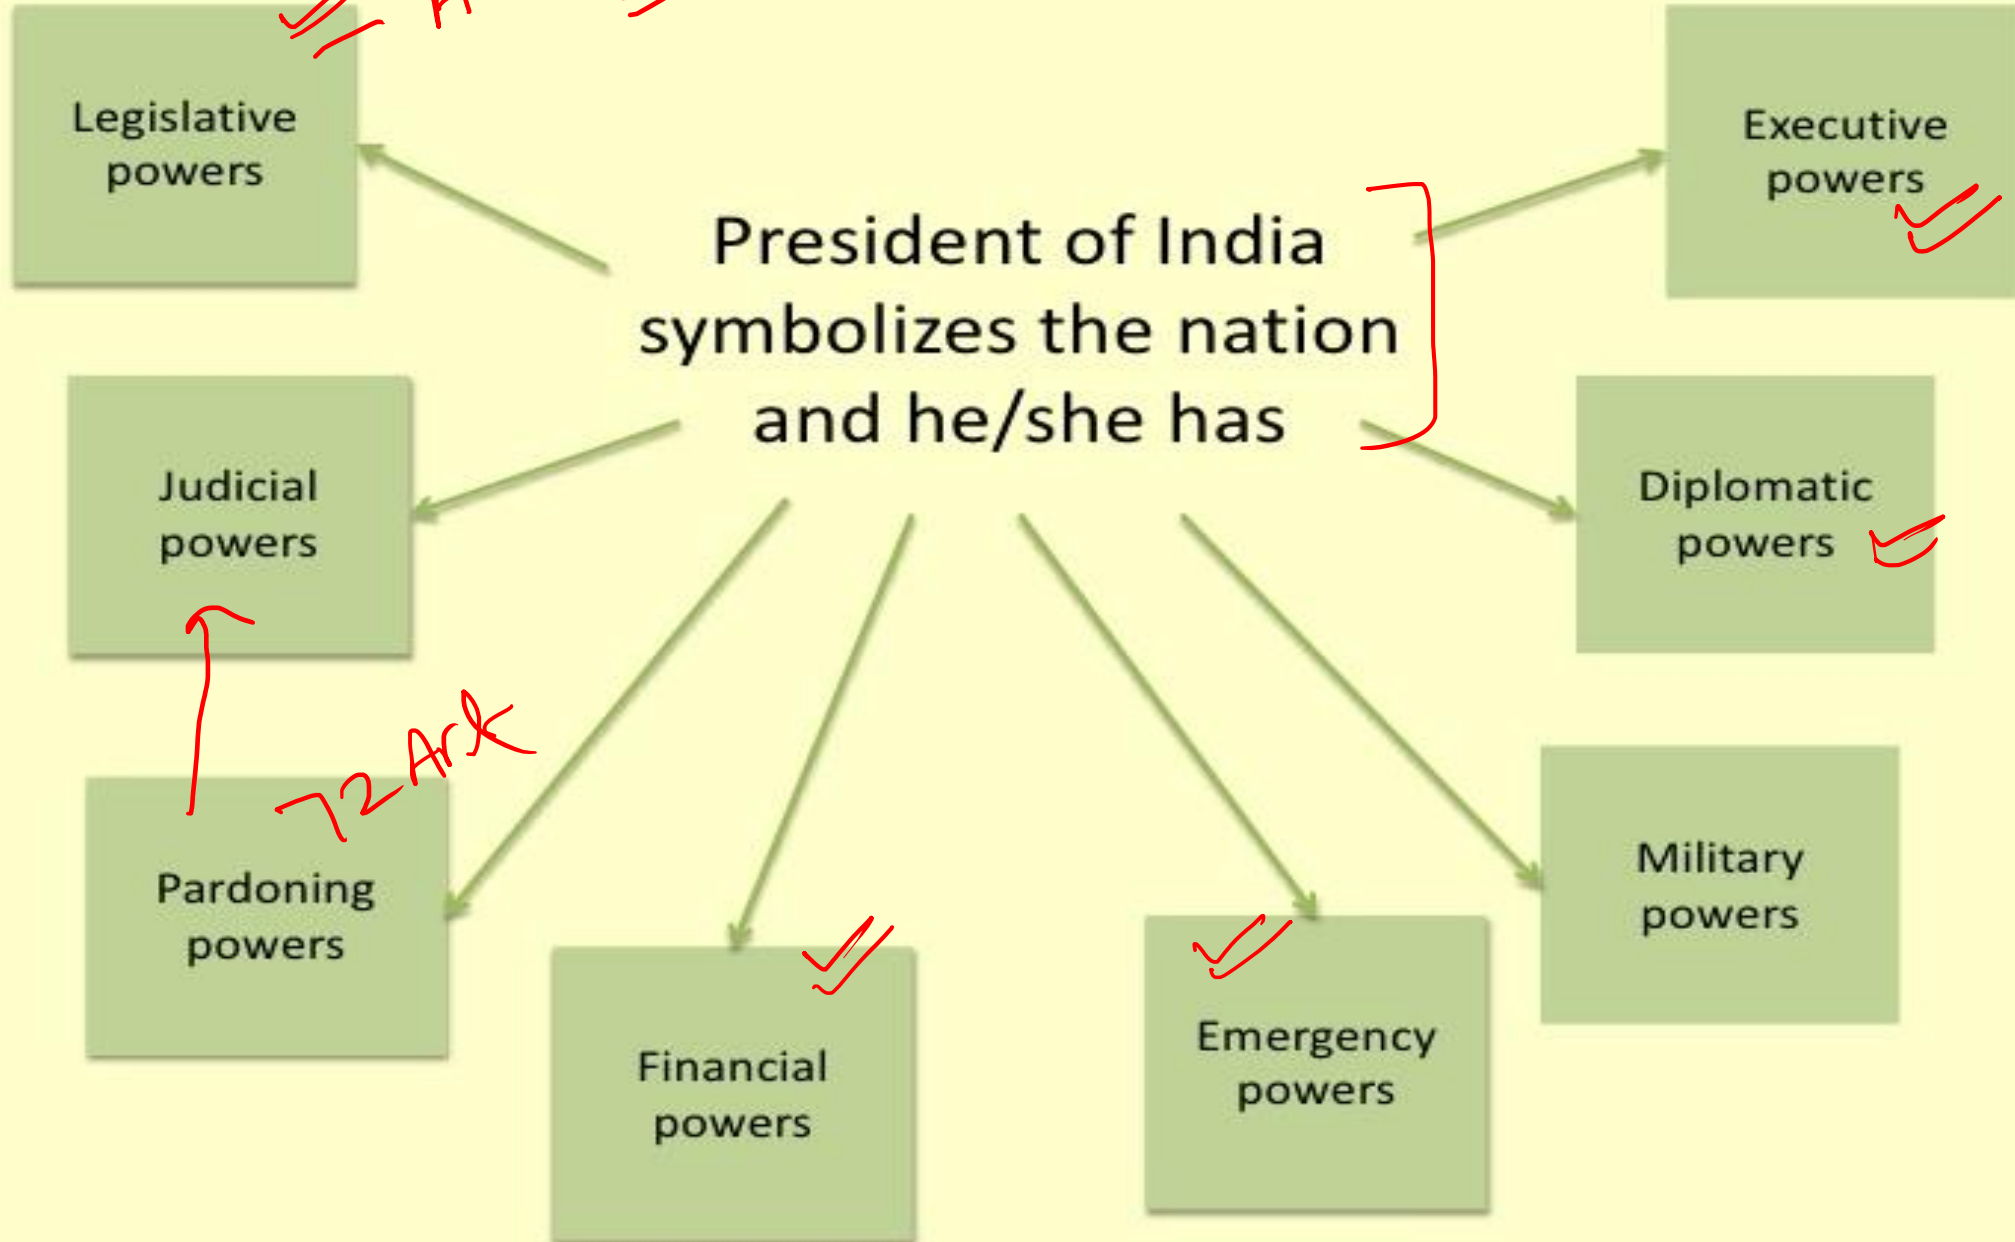 Legislative
powers
Executive
powers
President of India
symbolizes the nation
and he/she has
Judicial
powers
Diplomatic
powers
72 Art
Pardoning
powers
Military
powers
Financial
powers
Emergency
powers